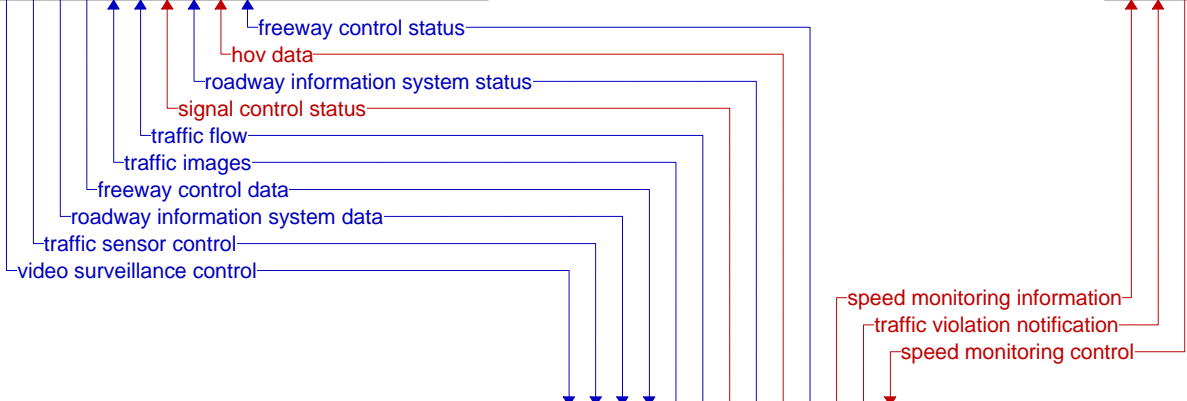 freeway control status
hov data
roadway information system status
signal control status
traffic flow
traffic images
freeway control data
roadway information system data
traffic sensor control
video surveillance control
speed monitoring information
traffic violation notification
speed monitoring control